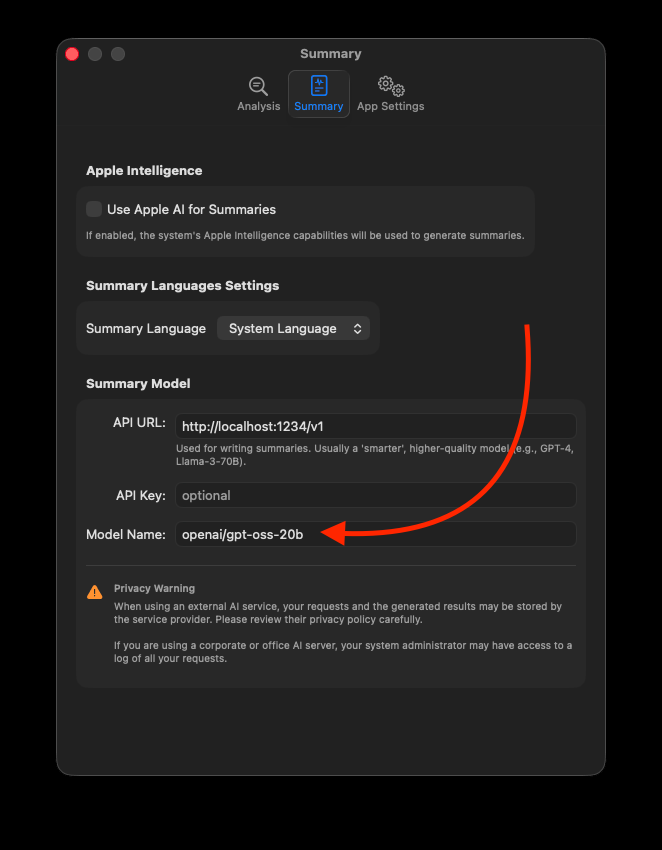 Summary
Analysis
Summary
App Settings
Apple Intelligence
Use Apple AI for Summaries
If enabled, the system's Apple Intelligence capabilities will be used to generate summaries.
Summary Languages Settings
Summary Language
System Language
Summary Model
API URL:
http://localhost:1234/v1
Used for writing summaries. Usually a 'smarter', higher-quality model (e.g., GPT-4,
Llama-3-70B).
API Key:
optional
Model Name:
openai/gpt-oss-20b
Privacy Warning
When using an external AI service, your requests and the generated results may be stored by
the service provider. Please review their privacy policy carefully.
If you are using a corporate or office AI server, your system administrator may have access to a
log of all your requests.